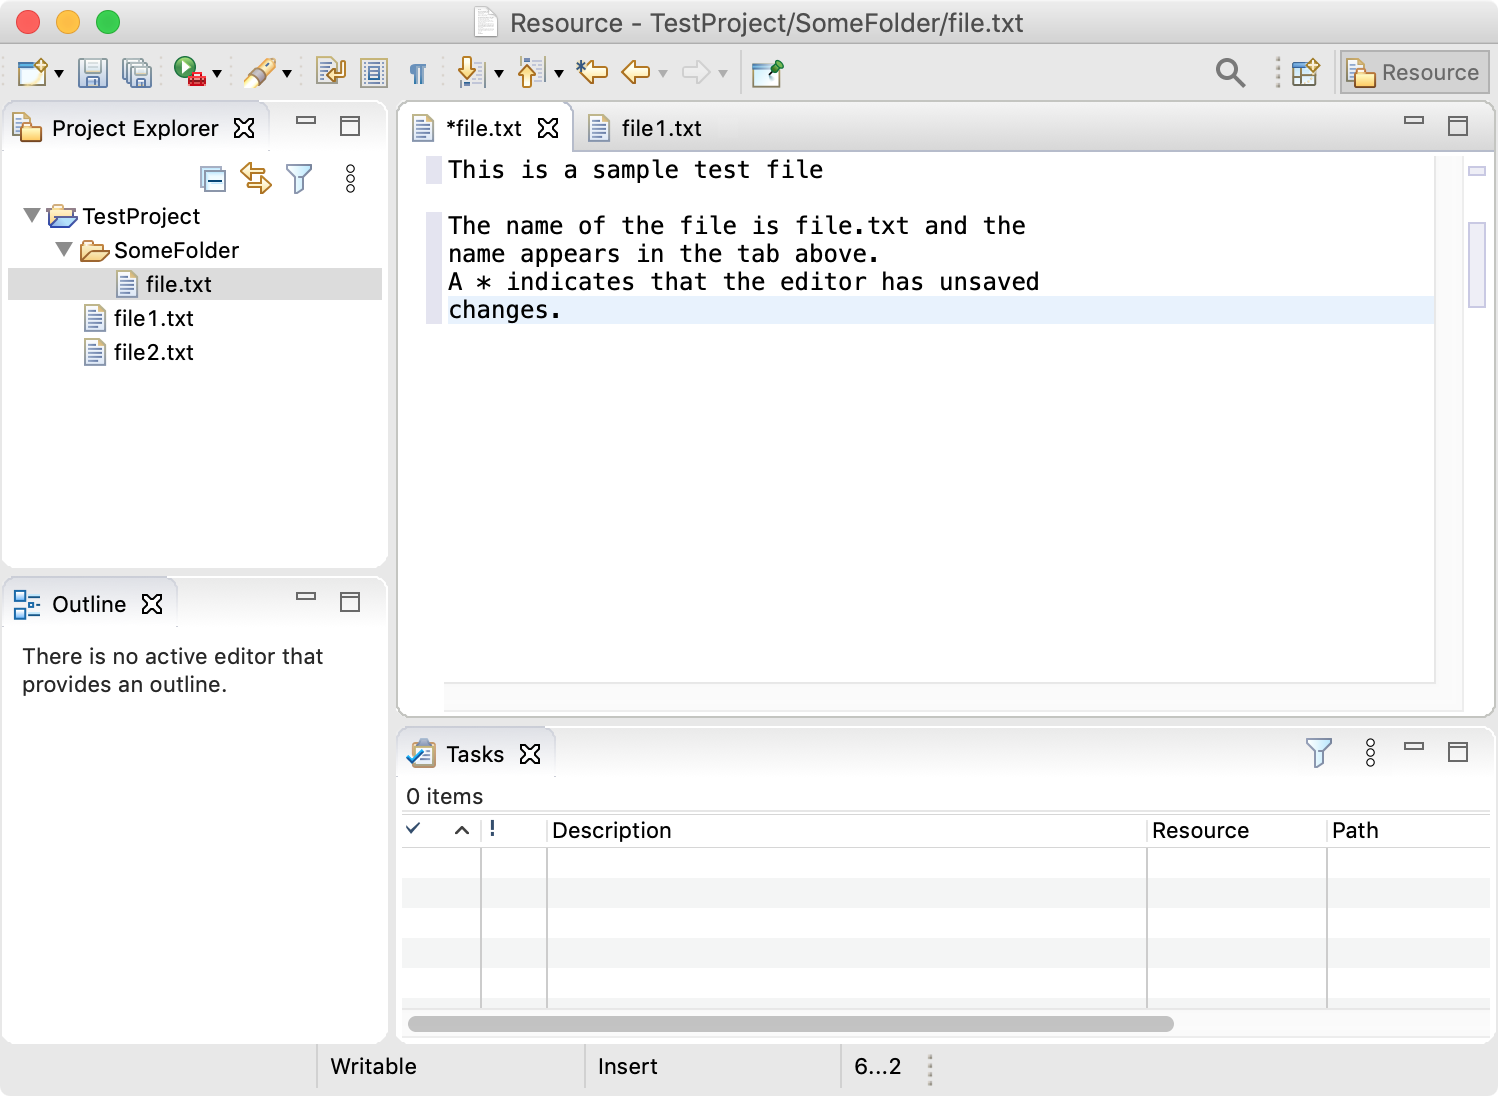 Resource - TestProject/SomeFolder/file.txt
Resource
Project Explorer
TestProject
SomeFolder
file.txt
file1.txt
file2.txt
*file.txt
file1.txt
This is a sample test file
The name of the file is file.txt and the
name appears in the tab above.
A * indicates that the editor has unsaved
changes.
Outline
There is no active editor that
provides an outline.
Tasks
0 items
! Description Resource Path
Writable Insert 6...2